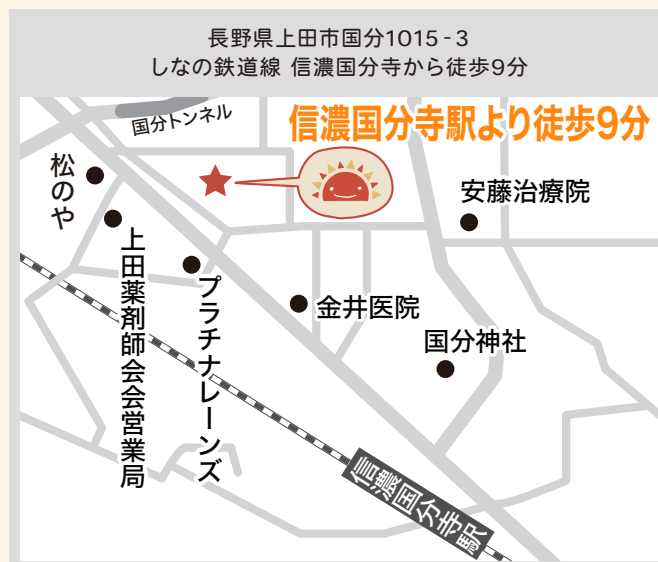 長野県上田市国分1015-3
しなの鉄道線 信濃国分寺から徒歩9分
国分トンネル
信濃国分寺駅より徒歩9分
松のや
安藤治療院
上田薬剤師会会営業局
プラチナレーンズ
金井医院
国分神社
信濃国分寺駅